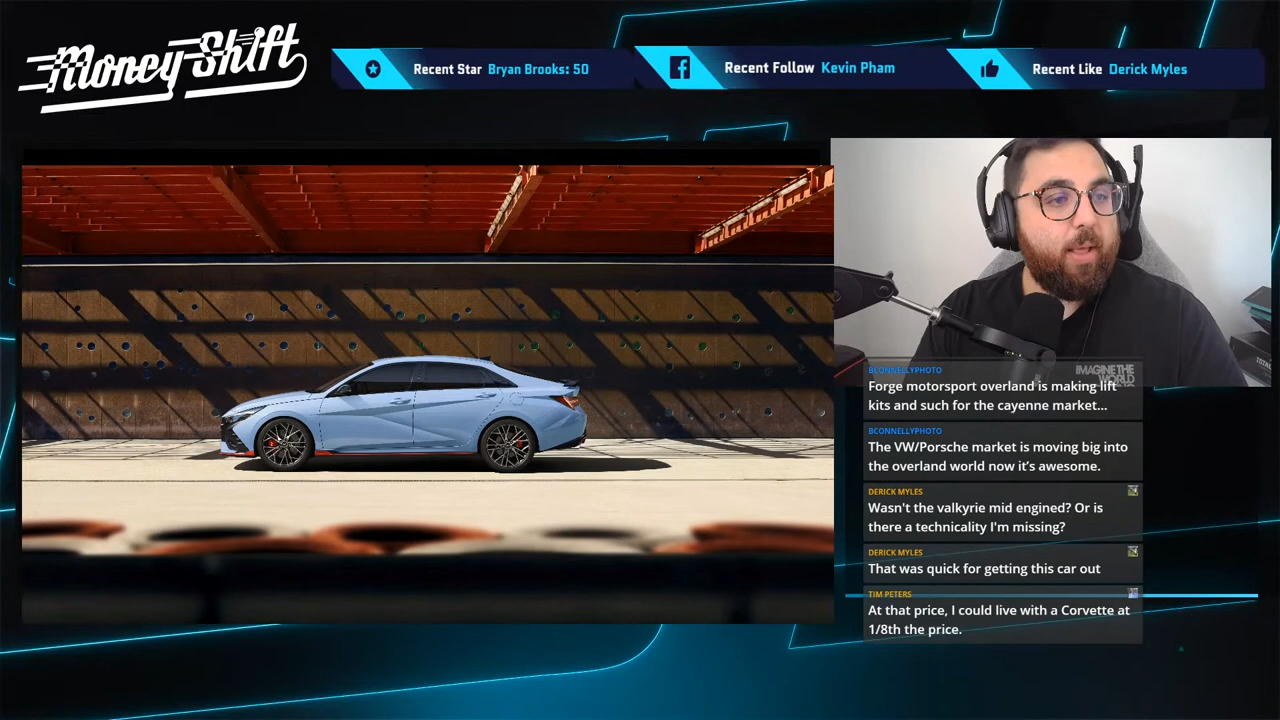 Money Shift
Recent Star Bryan Brooks: 50
Recent Follow Kevin Pham
Recent Like Derick Myles
IMAGINE THE
WORLD
BCONNELLYPHOTO
Forge motorsport overland is making lift
kits and such for the cayenne market...
BCONNELLYPHOTO
The VW/Porsche market is moving big into
the overland world now it's awesome.
DERICK MYLES
Wasn't the valkyrie mid engined? Or is
there a technicality I'm missing?
DERICK MYLES
That was quick for getting this car out
TIM PETERS
At that price, I could live with a Corvette at
1/8th the price.